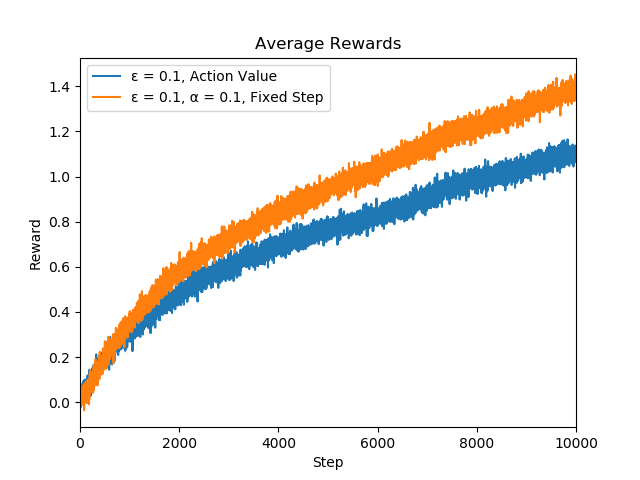 Average Rewards
ε = 0.1, Action Value
ε = 0.1, α = 0.1, Fixed Step
Reward
1.4
1.2
1.0
0.8
0.6
0.4
0.2
0.0
0 2000 4000 6000 8000 10000
Step